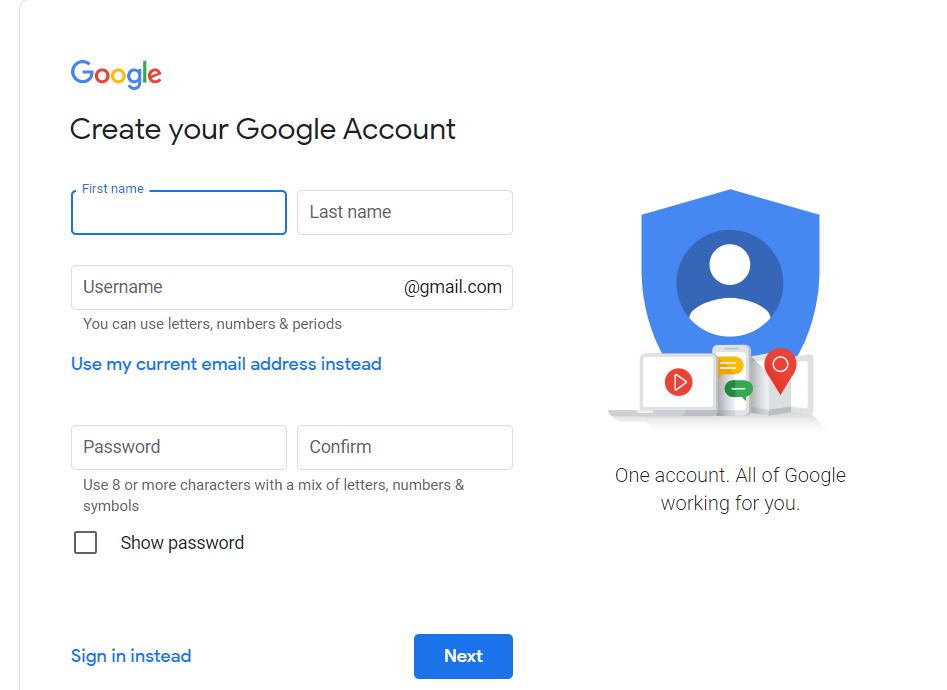 Google
Create your Google Account
First name
Last name
Username @gmail.com
You can use letters, numbers & periods
Use my current email address instead
Password
Confirm
Use 8 or more characters with a mix of letters, numbers &
symbols
Show password
Sign in instead
Next
One account. All of Google
working for you.